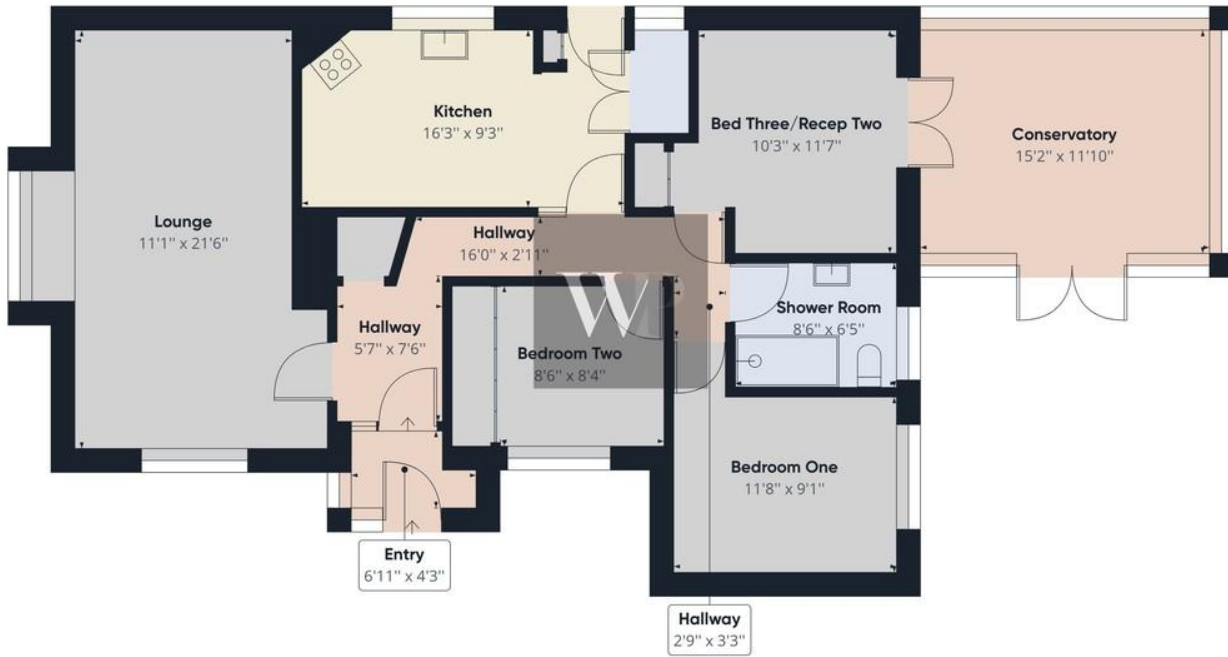 Kitchen
16'3" x 9'3"
Bed Three/Recep Two
10'3" x 11'7"
Conservatory
15'2" x 11'10"
Lounge
11'1" x 21'6"
Hallway
16'0" x 2'11"
Hallway
5'7" x 7'6"
WP
Bedroom Two
8'6" x 8'4"
Shower Room
8'6" x 6'5"
Bedroom One
11'8" x 9'1"
Entry
6'11" x 4'3"
Hallway
2'9" x 3'3"